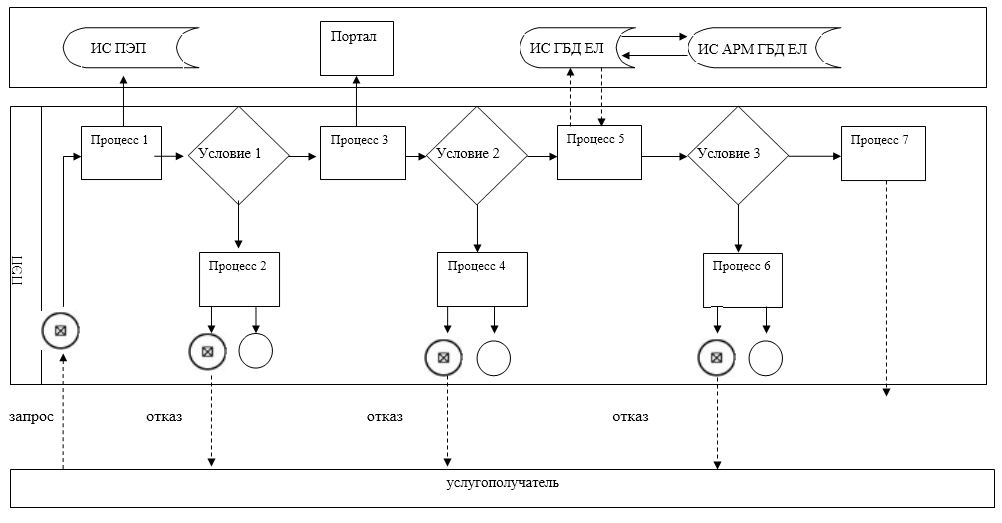 ИС ПЭП
Портал
ИС ГБД ЕЛ
ИС АРМ ГБД ЕЛ
Процесс 1
Условие 1
Процесс 3
Условие 2
Процесс 5
Условие 3
Процесс 7
Процесс 2
Процесс 4
Процесс 6
ПЭП
запрос
отказ
отказ
отказ
услугополучатель